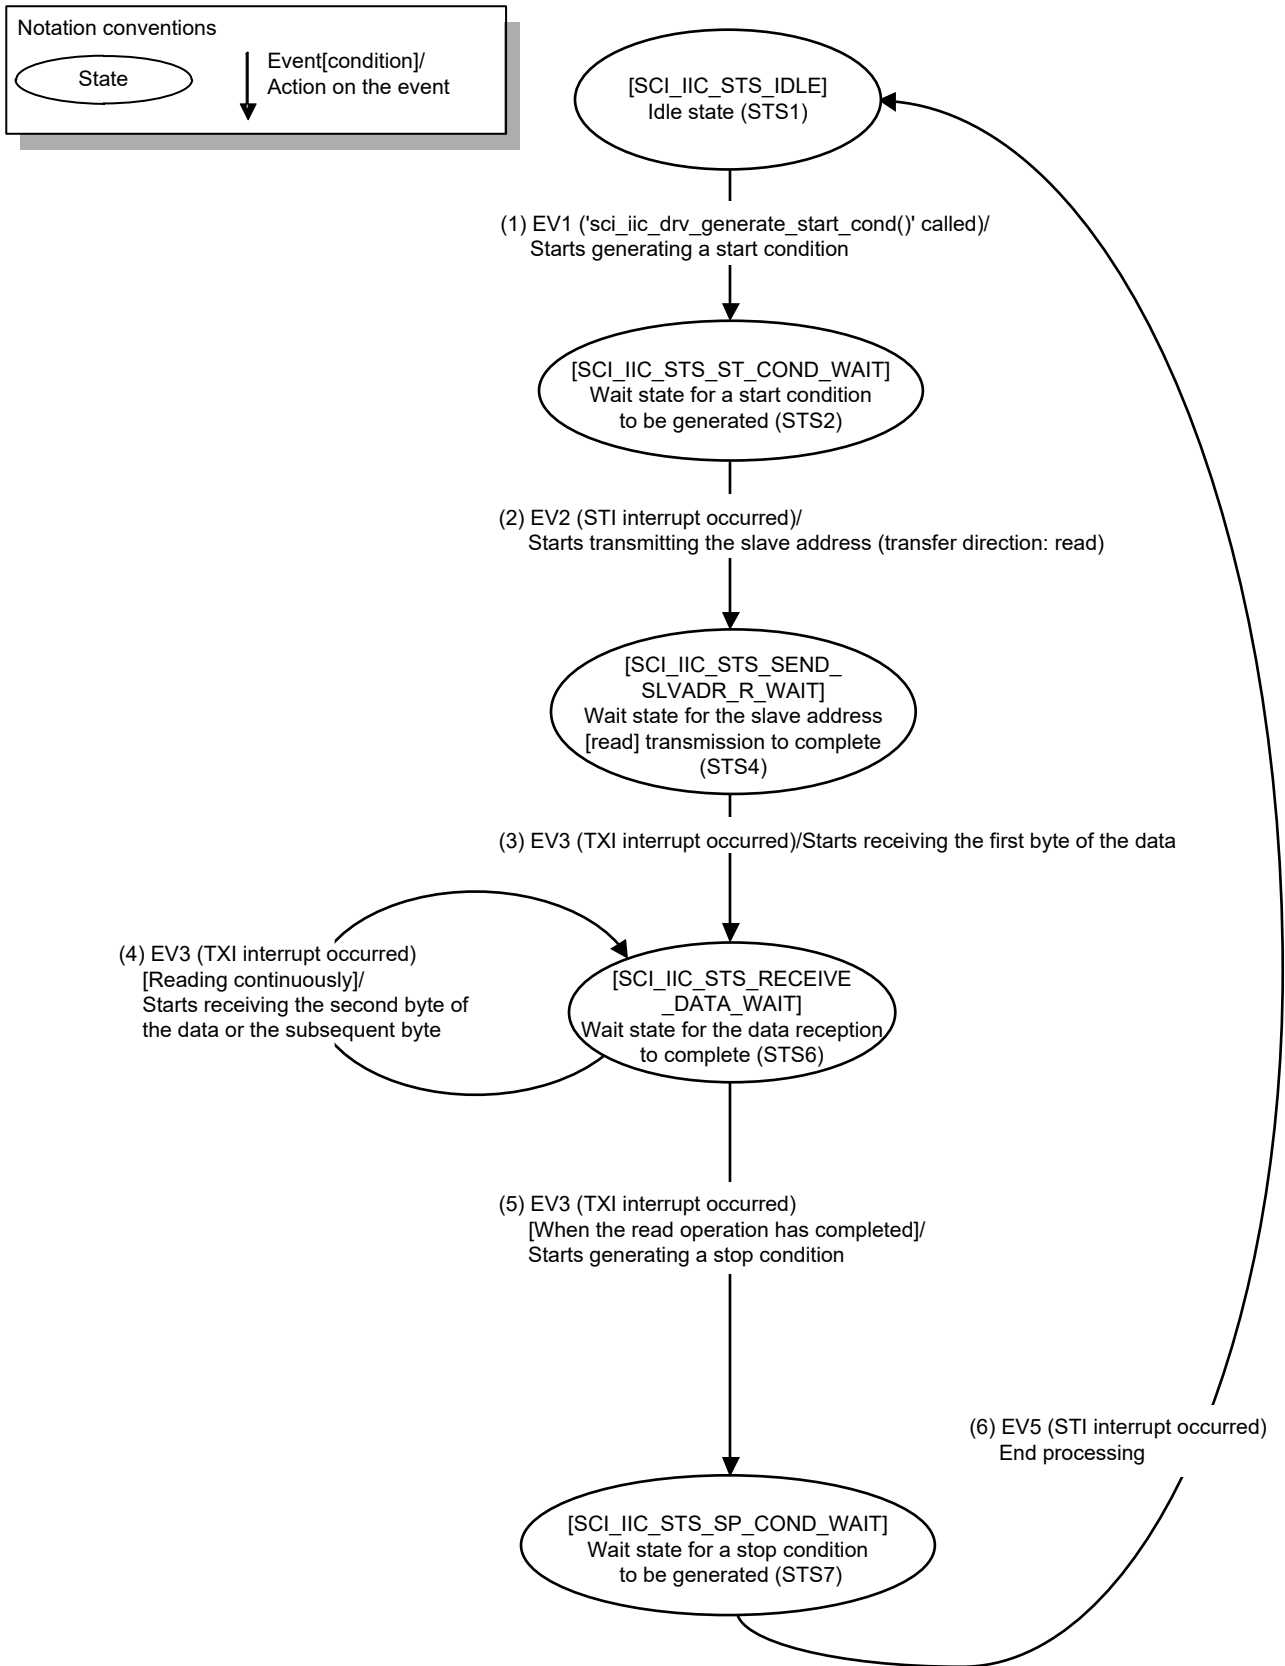 Notation conventions
State
Event[condition]/
Action on the event
[SCI_IIC_STS_IDLE]
Idle state (STS1)
(1) EV1 ('sci_iic_drv_generate_start_cond()' called)/
Starts generating a start condition
[SCI_IIC_STS_ST_COND_WAIT]
Wait state for a start condition
to be generated (STS2)
(2) EV2 (STI interrupt occurred)/
Starts transmitting the slave address (transfer direction: read)
[SCI_IIC_STS_SEND_
SLVADR_R_WAIT]
Wait state for the slave address
[read] transmission to complete
(STS4)
(3) EV3 (TXI interrupt occurred)/Starts receiving the first byte of the data
(4) EV3 (TXI interrupt occurred)
[Reading continuously]/
Starts receiving the second byte of
the data or the subsequent byte
[SCI_IIC_STS_RECEIVE
_DATA_WAIT]
Wait state for the data reception
to complete (STS6)
(5) EV3 (TXI interrupt occurred)
[When the read operation has completed]/
Starts generating a stop condition
(6) EV5 (STI interrupt occurred)
End processing
[SCI_IIC_STS_SP_COND_WAIT]
Wait state for a stop condition
to be generated (STS7)